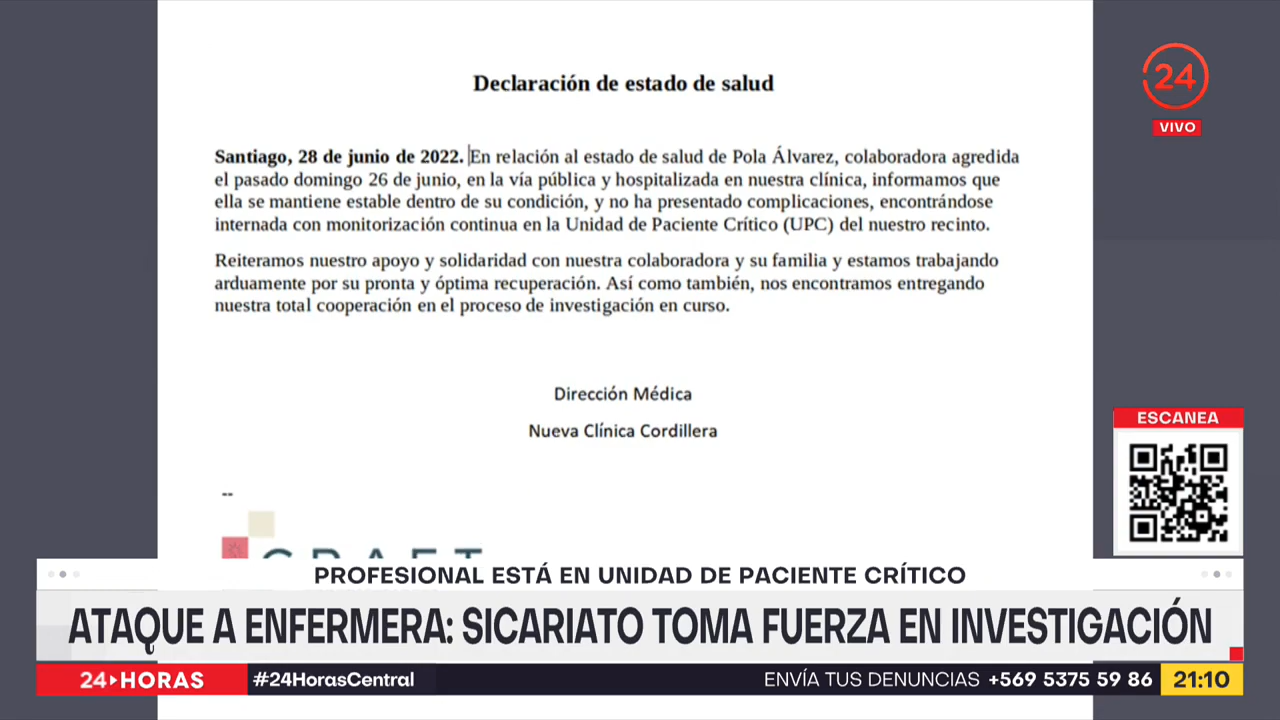 Declaración de estado de salud
Santiago, 28 de junio de 2022. En relación al estado de salud de Pola Álvarez, colaboradora agredida
el pasado domingo 26 de junio, en la vía pública y hospitalizada en nuestra clínica, informamos que
ella se mantiene estable dentro de su condición, y no ha presentado complicaciones, encontrándose
internada con monitorización continua en la Unidad de Paciente Crítico (UPC) del nuestro recinto.
Reiteramos nuestro apoyo y solidaridad con nuestra colaboradora y su familia y estamos trabajando
arduamente por su pronta y óptima recuperación. Así como también, nos encontramos entregando
nuestra total cooperación en el proceso de investigación en curso.
Dirección Médica
Nueva Clínica Cordillera
--
24
VIVO
ESCANEA
PROFESIONAL ESTÁ EN UNIDAD DE PACIENTE CRÍTICO
ATAQUE A ENFERMERA: SICARIATO TOMA FUERZA EN INVESTIGACIÓN
24 HORAS
#24HorasCentral
ENVÍA TUS DENUNCIAS +569 5375 59 86
21:10